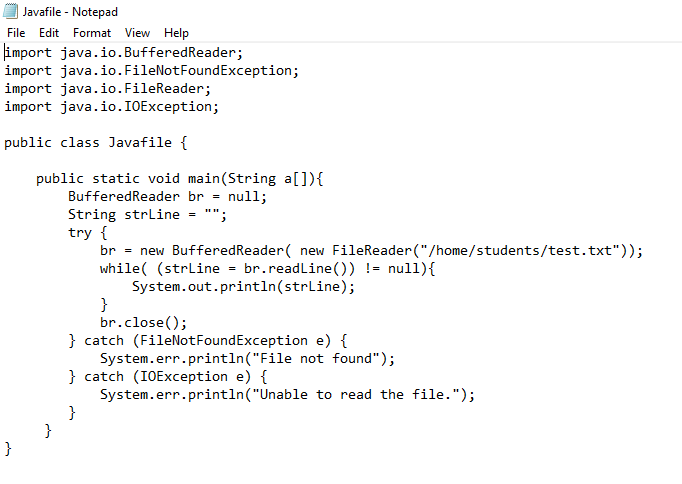 Javafile - Notepad
File Edit Format View Help
import java.io.BufferedReader;
import java.io.FileNotFoundException;
import java.io.FileReader;
import java.io.IOException;

public class Javafile {

    public static void main(String a[]){
        BufferedReader br = null;
        String strLine = "";
        try {
            br = new BufferedReader( new FileReader("/home/students/test.txt"));
            while( (strLine = br.readLine()) != null){
                System.out.println(strLine);
            }
            br.close();
        } catch (FileNotFoundException e) {
            System.err.println("File not found");
        } catch (IOException e) {
            System.err.println("Unable to read the file.");
        }
     }
}